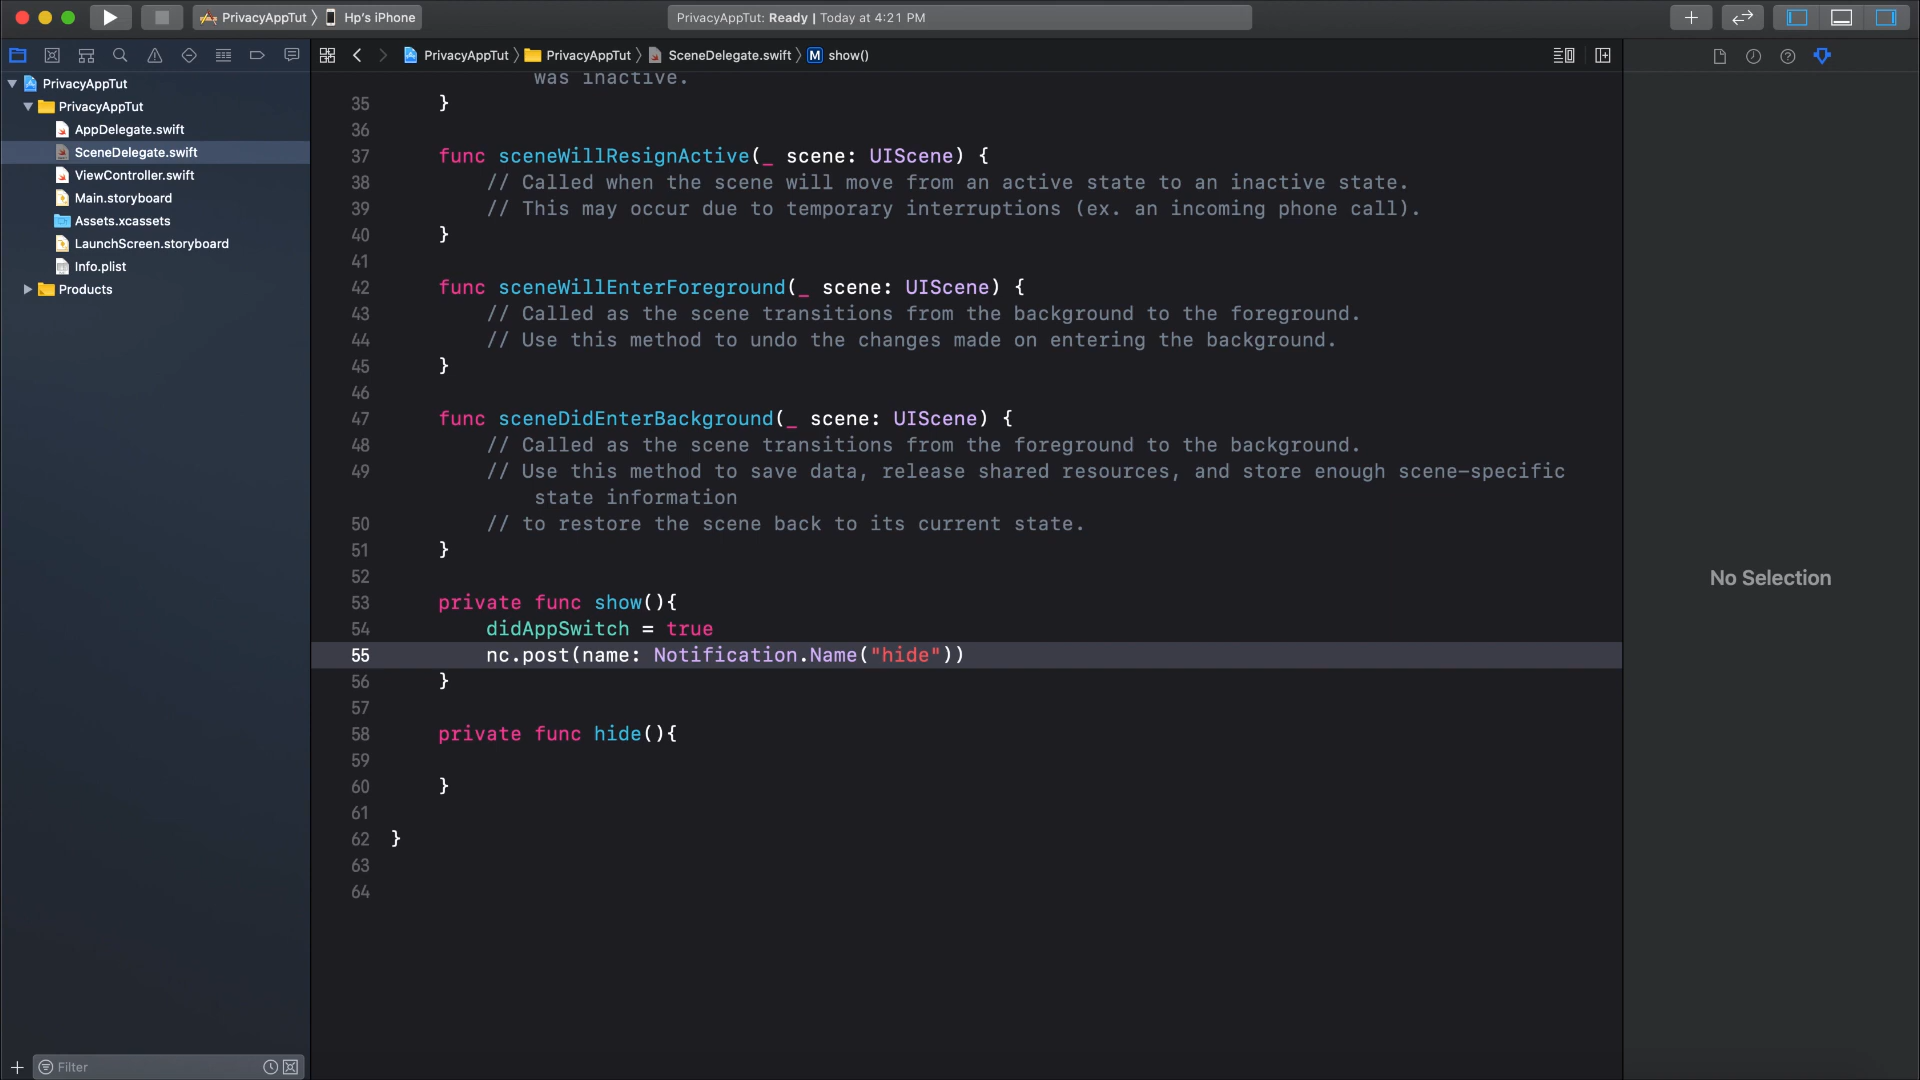 PrivacyAppTut 〉 Hp's iPhone
PrivacyAppTut: Ready | Today at 4:21 PM
PrivacyAppTut 〉 PrivacyAppTut 〉 SceneDelegate.swift 〉 M show()
PrivacyAppTut
PrivacyAppTut
AppDelegate.swift
SceneDelegate.swift
ViewController.swift
Main.storyboard
Assets.xcassets
LaunchScreen.storyboard
Info.plist
Products
Filter
was inactive.
35 }
36
37 func sceneWillResignActive(_ scene: UIScene) {
38 // Called when the scene will move from an active state to an inactive state.
39 // This may occur due to temporary interruptions (ex. an incoming phone call).
40 }
41
42 func sceneWillEnterForeground(_ scene: UIScene) {
43 // Called as the scene transitions from the background to the foreground.
44 // Use this method to undo the changes made on entering the background.
45 }
46
47 func sceneDidEnterBackground(_ scene: UIScene) {
48 // Called as the scene transitions from the foreground to the background.
49 // Use this method to save data, release shared resources, and store enough scene-specific
state information
50 // to restore the scene back to its current state.
51 }
52
53 private func show(){
54 didAppSwitch = true
55 nc.post(name: Notification.Name("hide"))
56 }
57
58 private func hide(){
59
60 }
61
62 }
63
64
No Selection